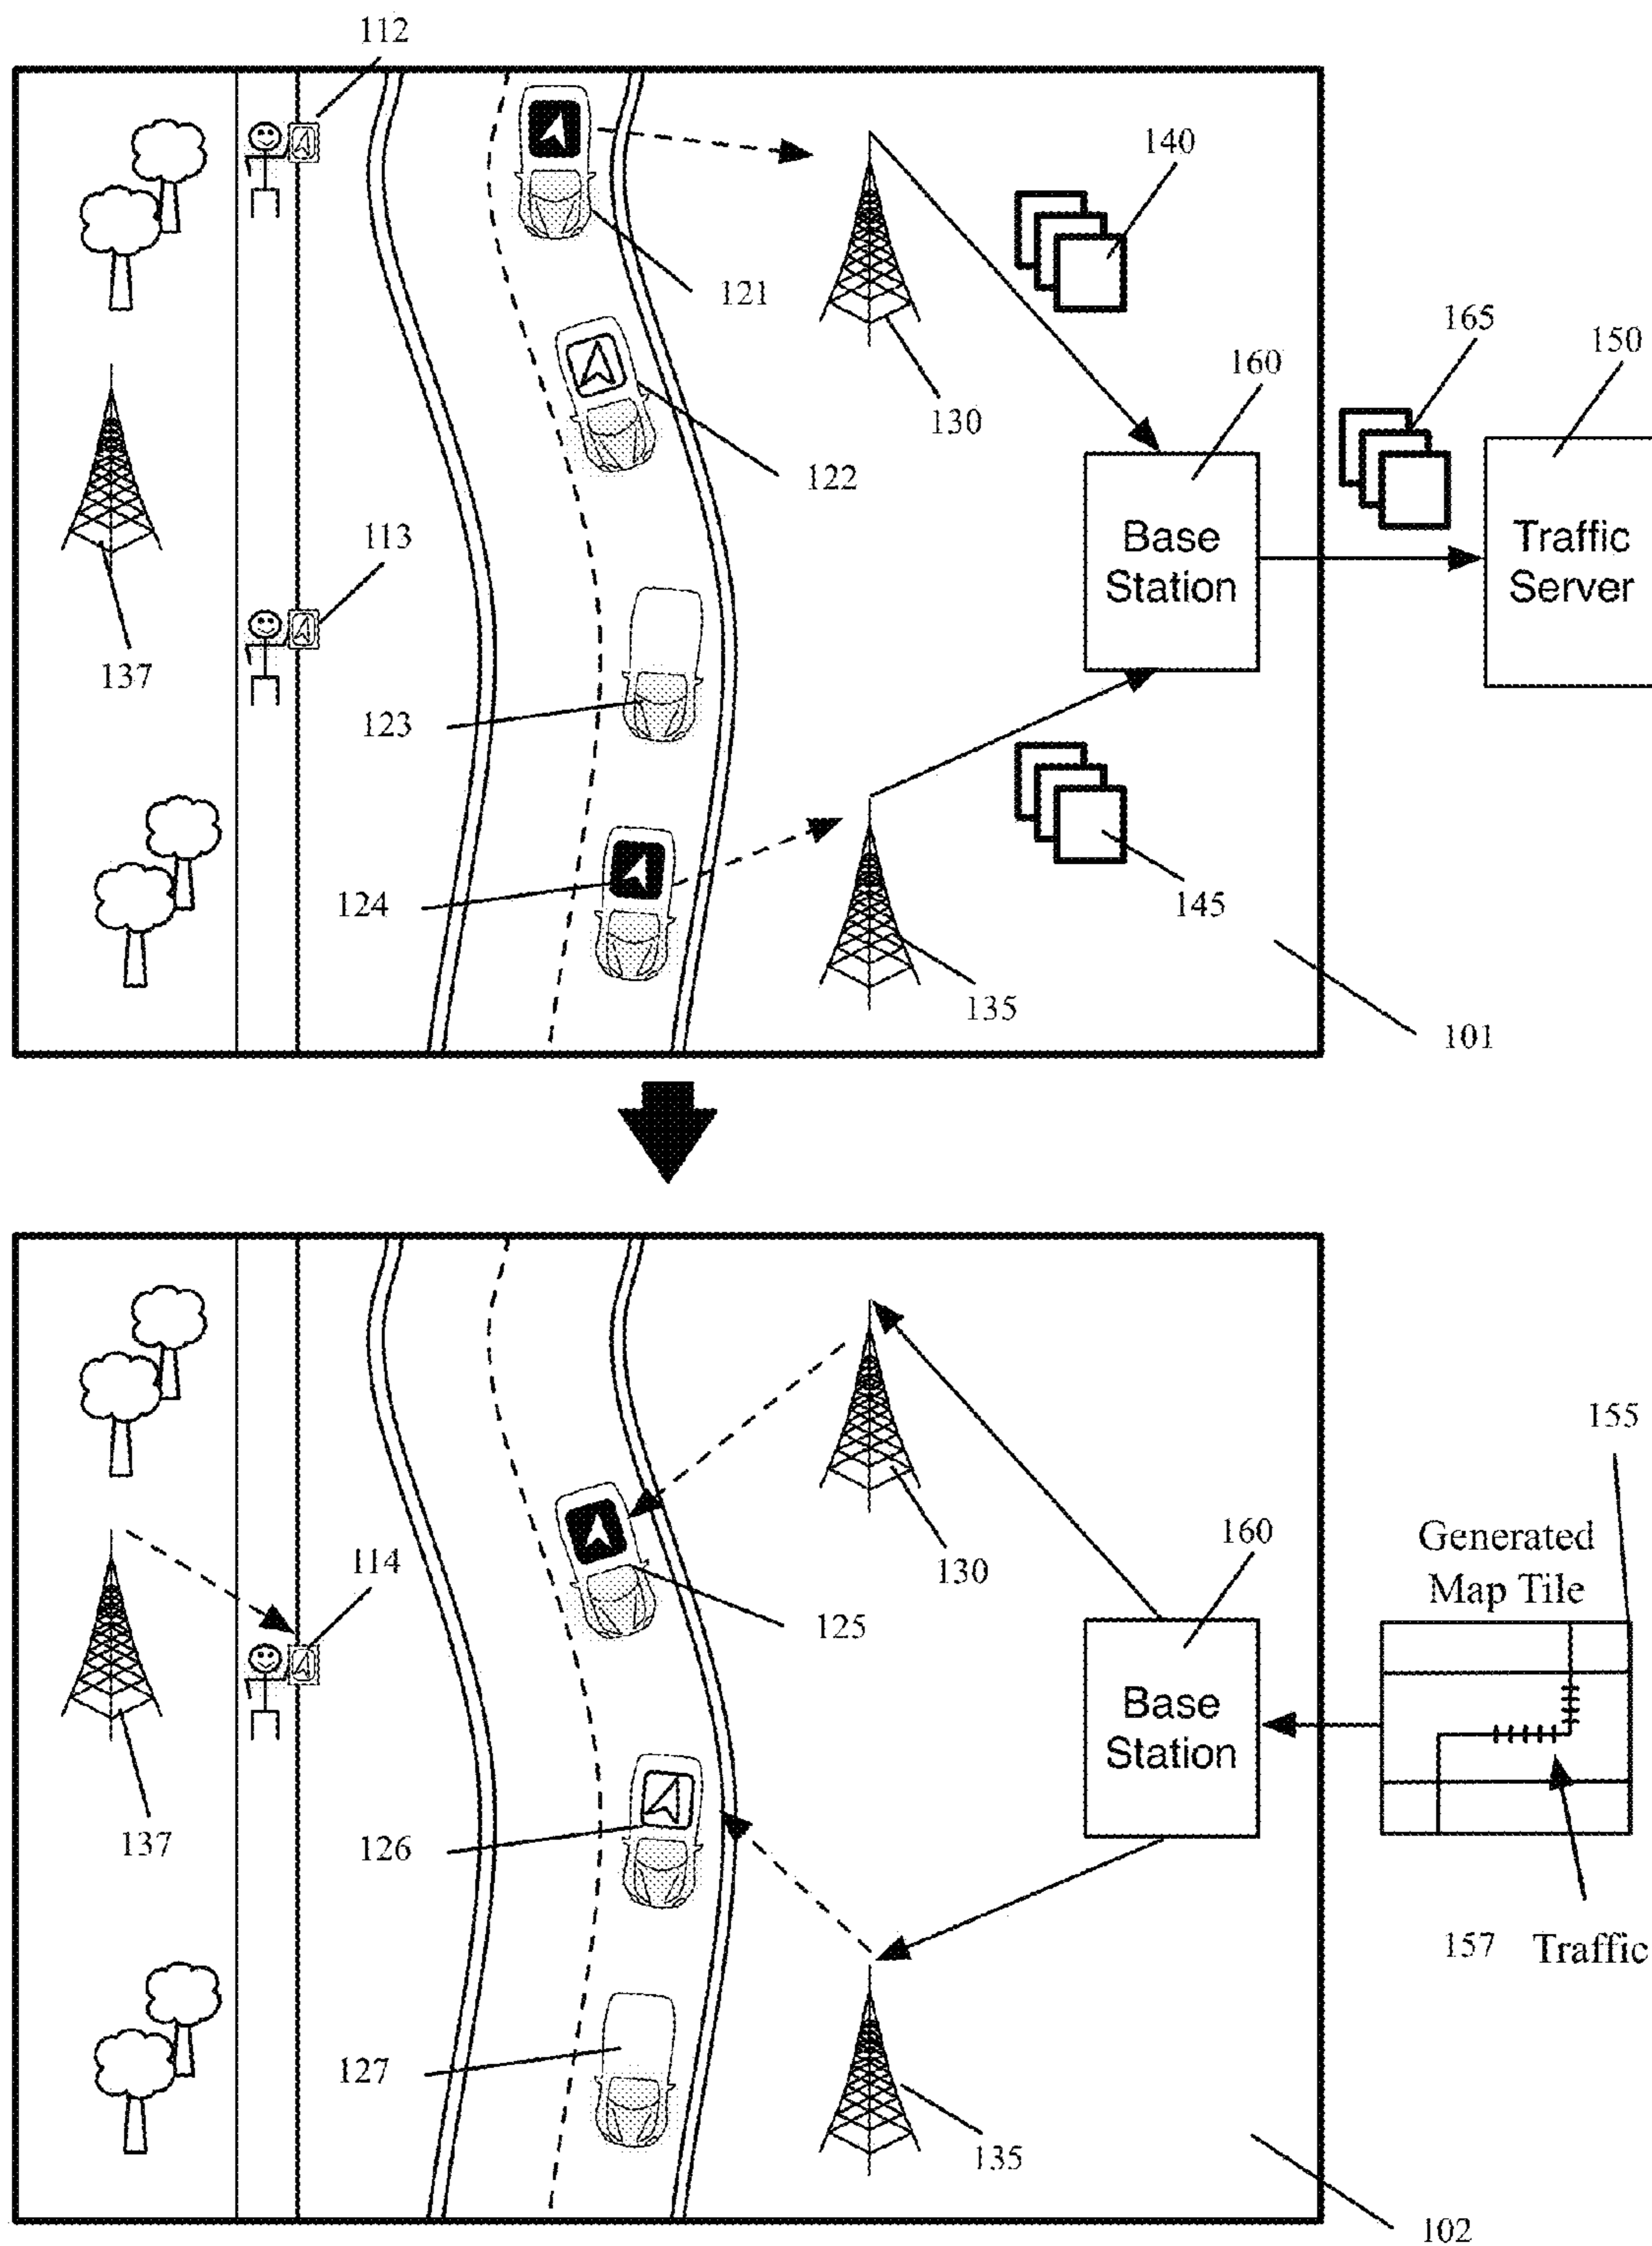 112
140
121
165
150
160
130
122
Base
Station
Traffic
Server
113
137
123
124
145
135
101
155
Generated
Map Tile
160
130
114
125
Base
Station
137
126
157 Traffic
127
135
102